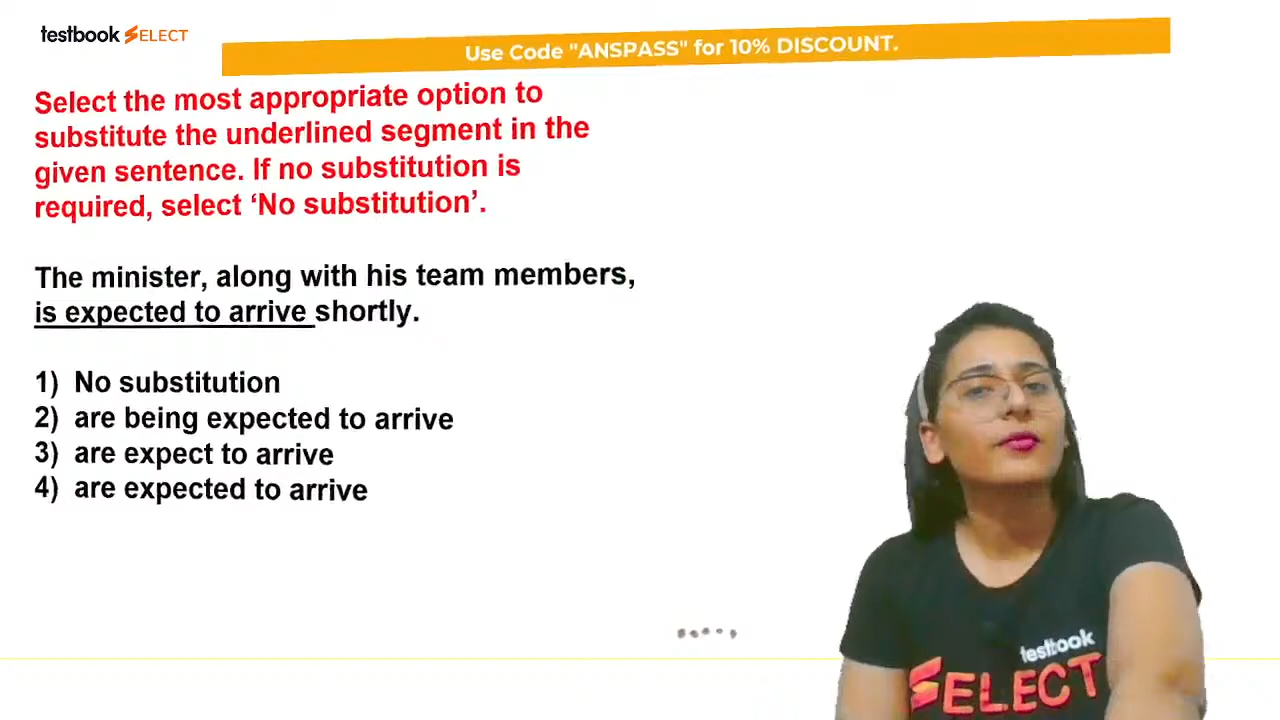 testbook SELECT
Use Code "ANSPASS" for 10% DISCOUNT.
Select the most appropriate option to
substitute the underlined segment in the
given sentence. If no substitution is
required, select ‘No substitution’.
The minister, along with his team members,
is expected to arrive shortly.
1) No substitution
2) are being expected to arrive
3) are expect to arrive
4) are expected to arrive
testbook
SELECT